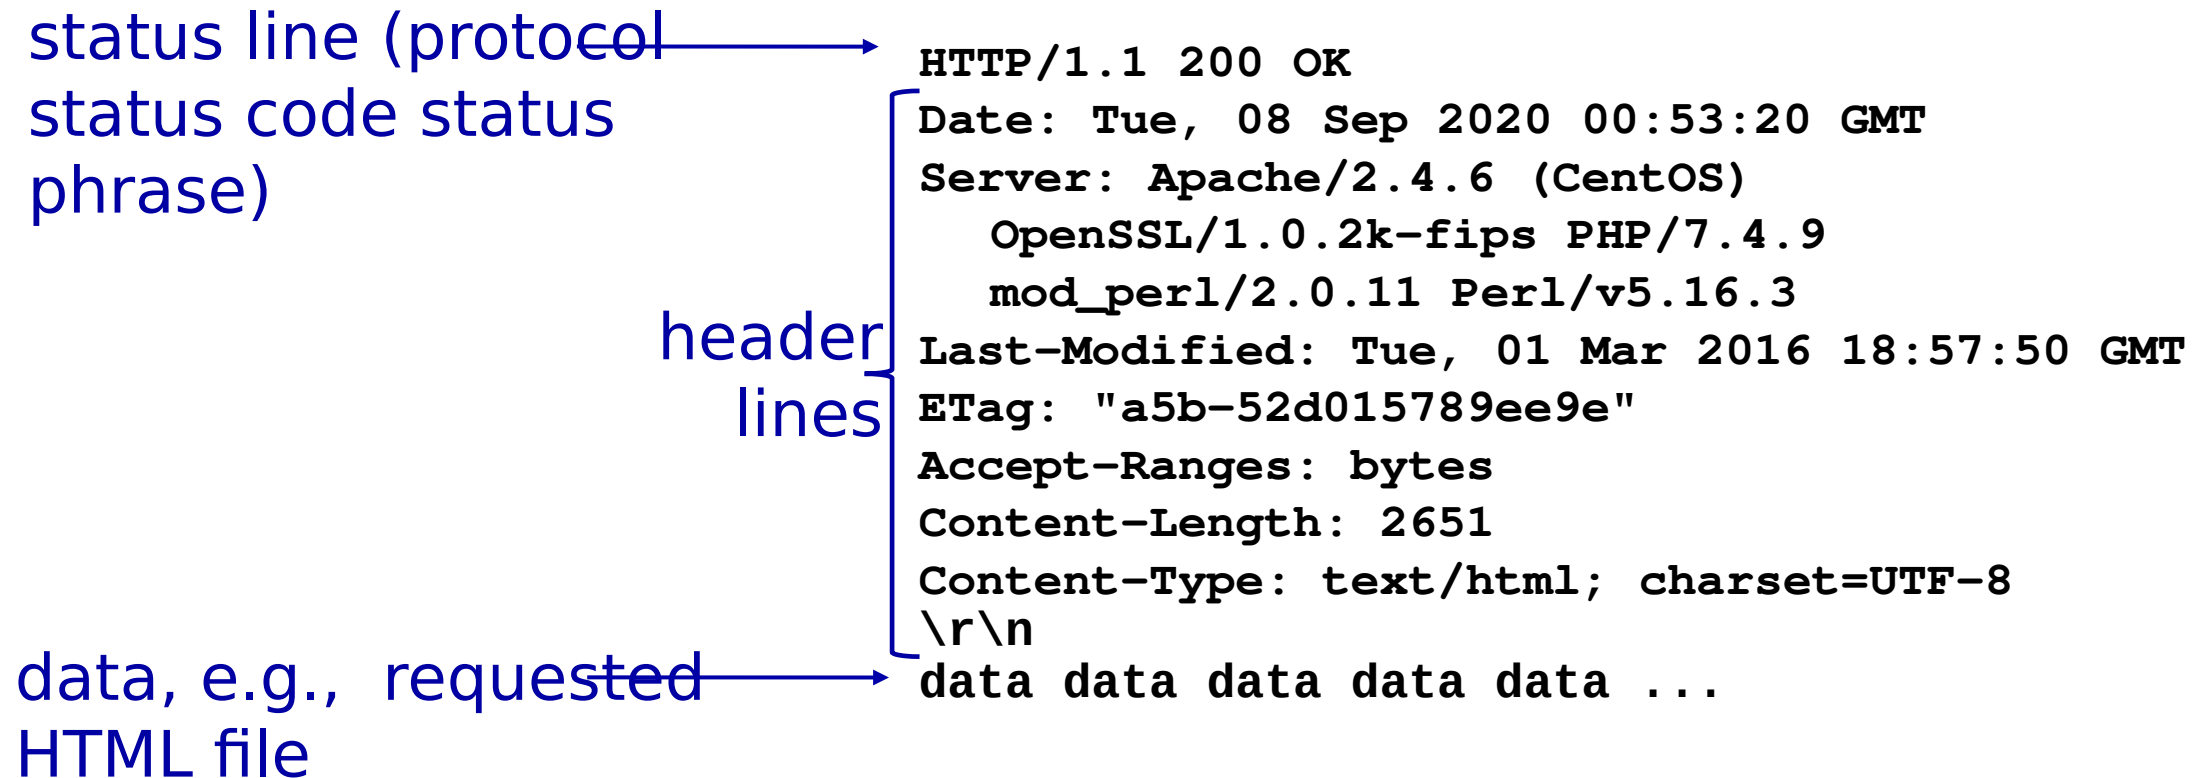 status line (protocol
status code status
phrase)
HTTP/1.1 200 OK
Date: Tue, 08 Sep 2020 00:53:20 GMT
Server: Apache/2.4.6 (CentOS)
OpenSSL/1.0.2k-fips PHP/7.4.9
mod_perl/2.0.11 Perl/v5.16.3
header
lines
Last-Modified: Tue, 01 Mar 2016 18:57:50 GMT
ETag: "a5b-52d015789ee9e"
Accept-Ranges: bytes
Content-Length: 2651
Content-Type: text/html; charset=UTF-8
\r\n
data, e.g., requested
HTML file
data data data data data ...